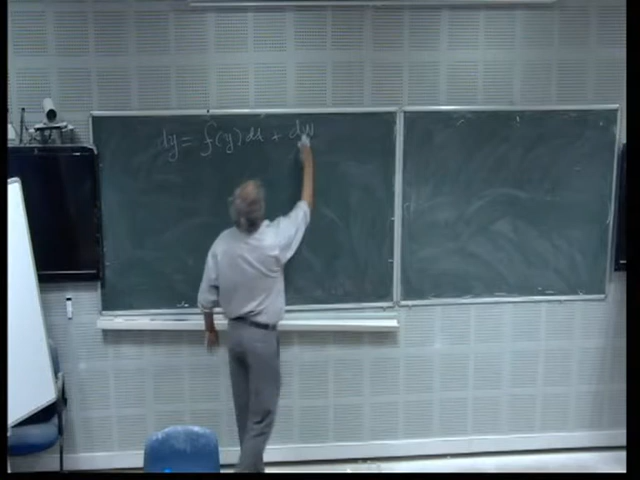 dy = f(y)dt + dw